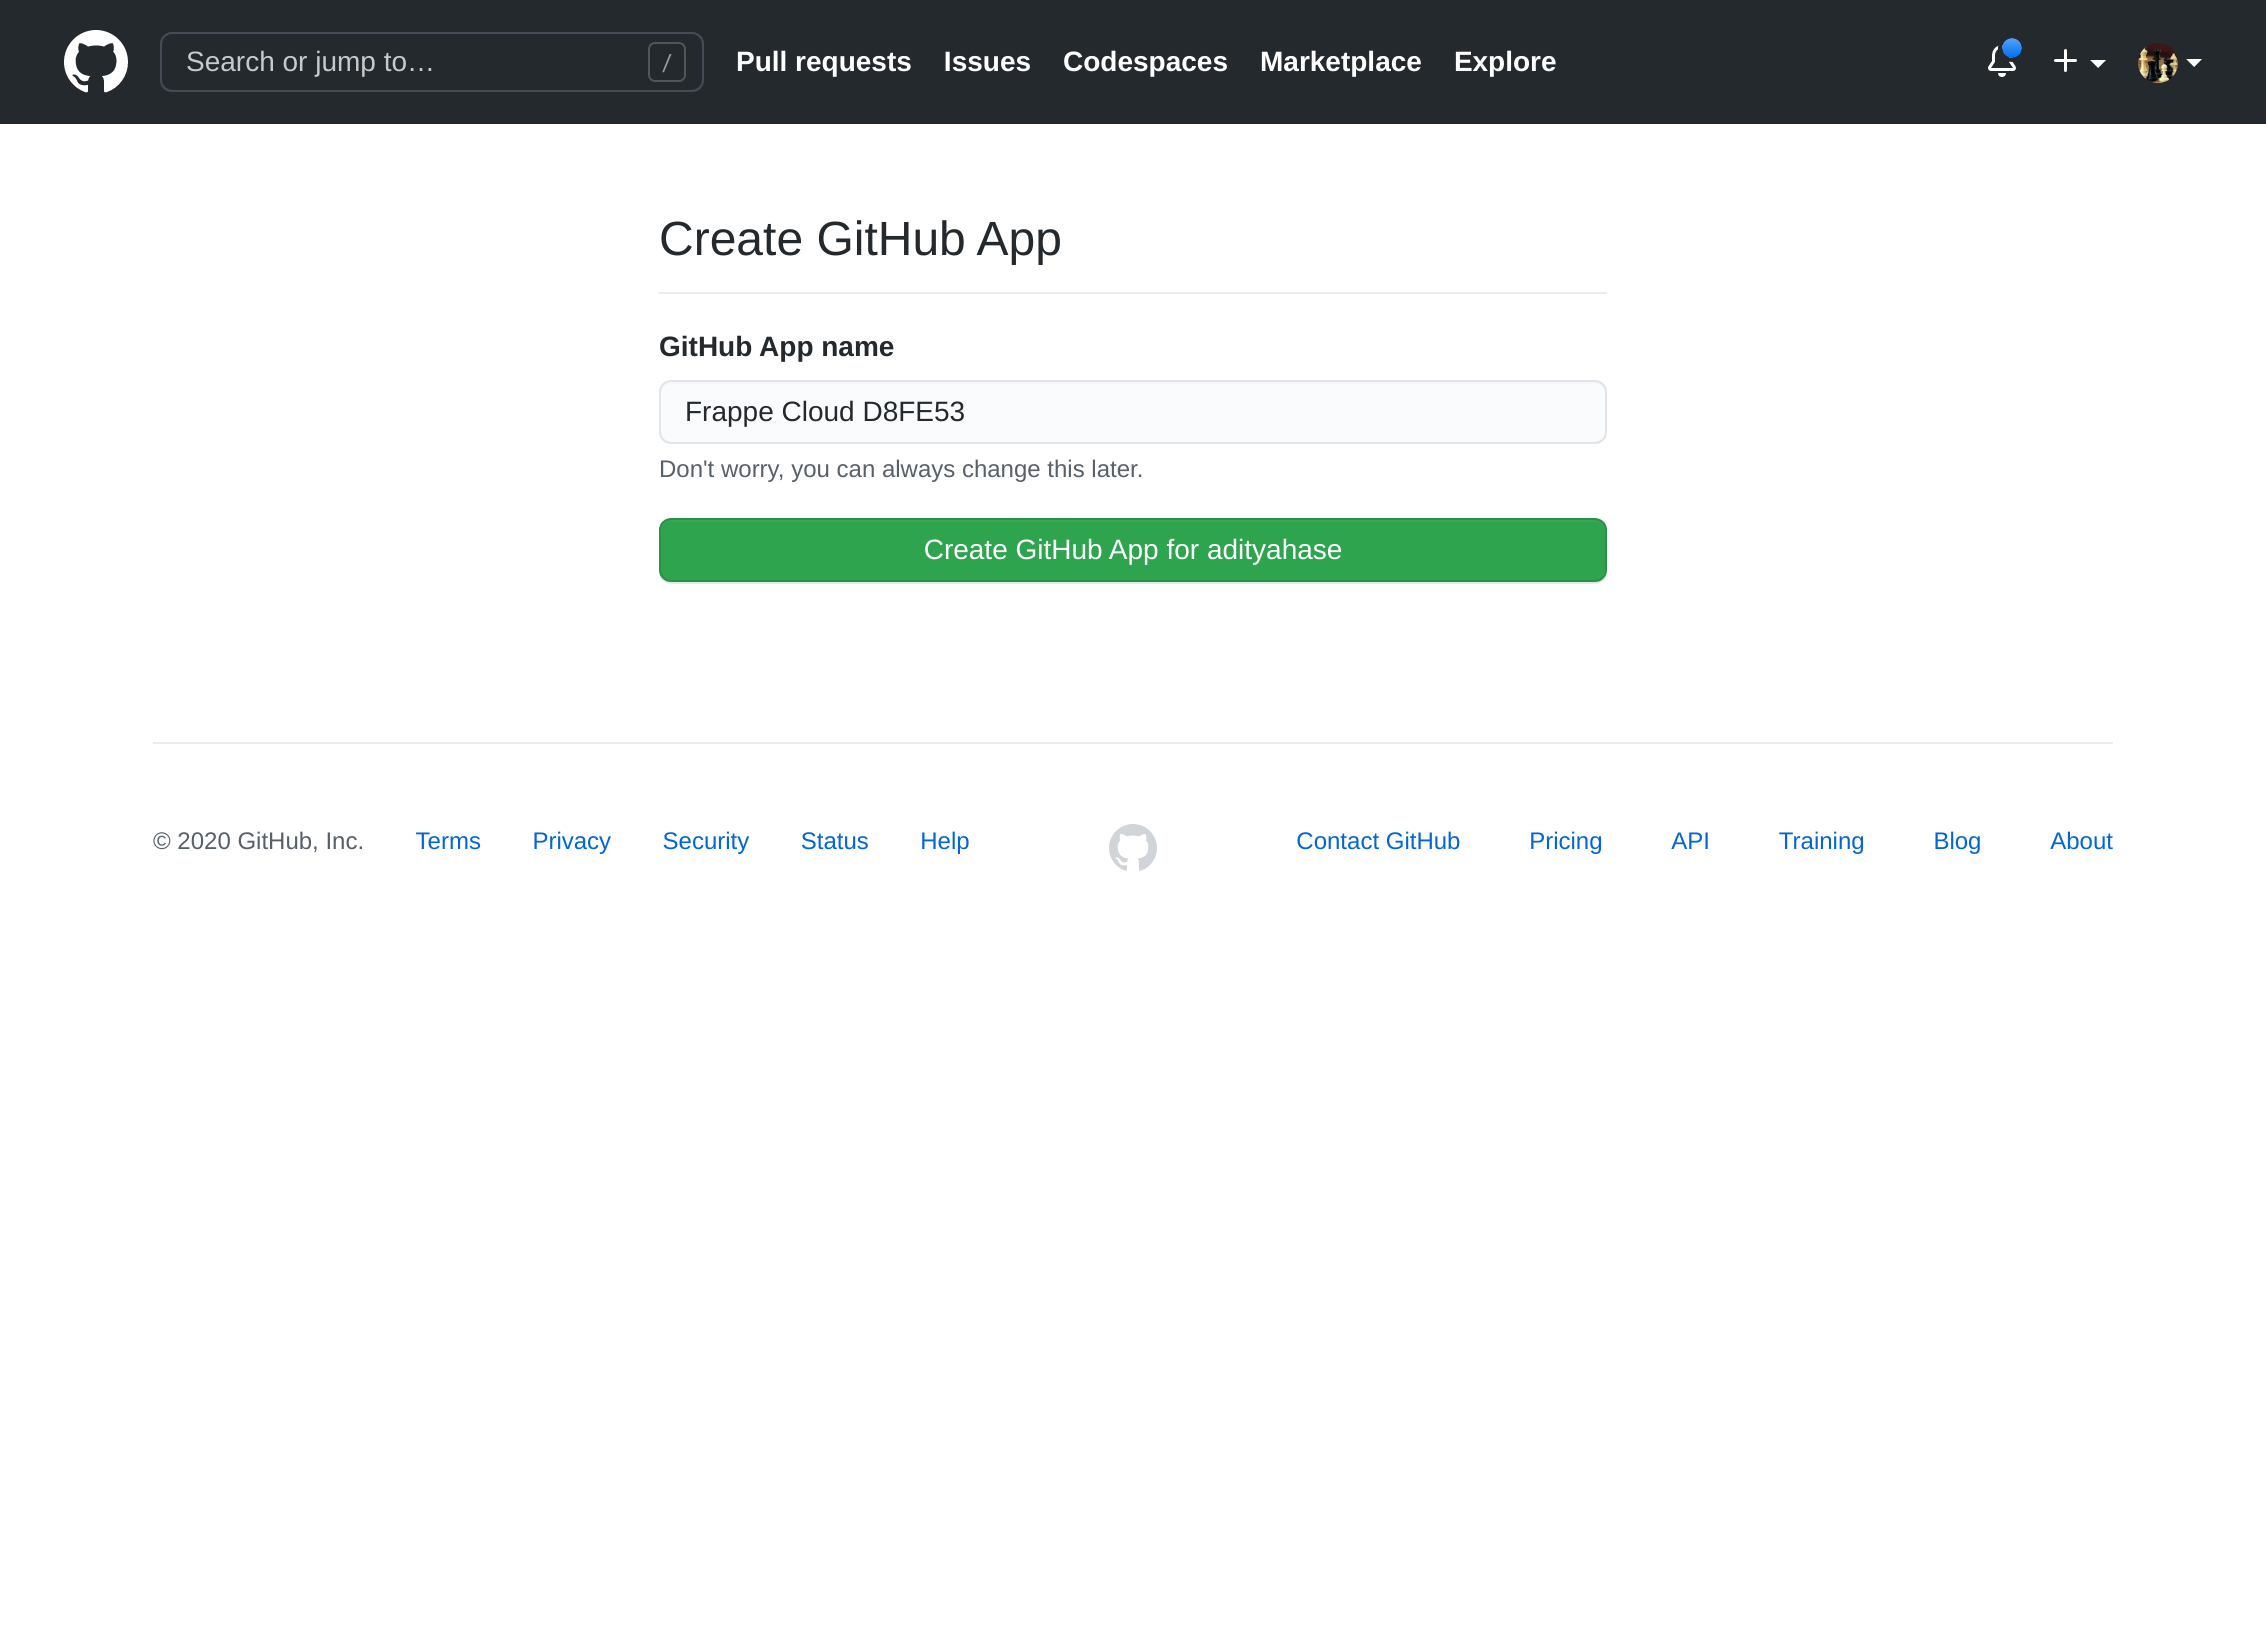 Search or jump to… / Pull requests Issues Codespaces Marketplace Explore
Create GitHub App
GitHub App name
Frappe Cloud D8FE53
Don't worry, you can always change this later.
Create GitHub App for adityahase
© 2020 GitHub, Inc. Terms Privacy Security Status Help Contact GitHub Pricing API Training Blog About